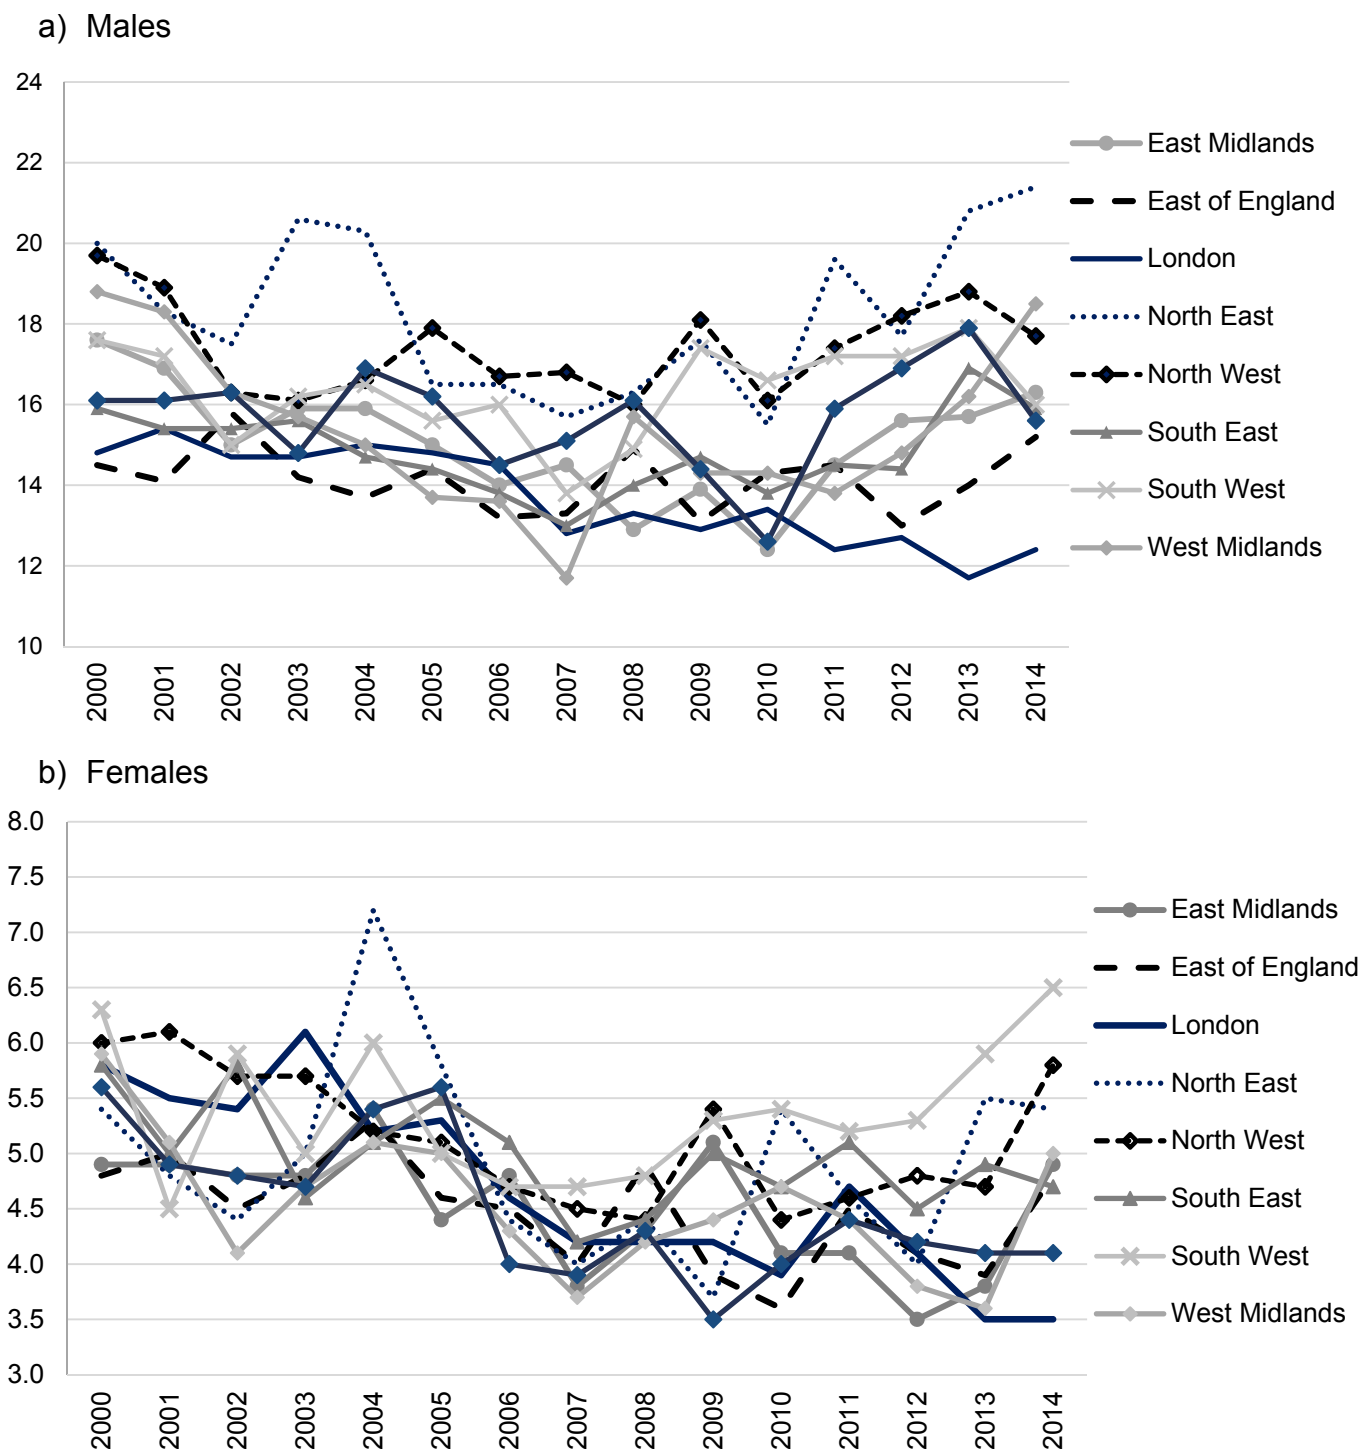 a) Males
24
22
20
18
16
14
12
10
2000
2001
2002
2003
2004
2005
2006
2007
2008
2009
2010
2011
2012
2013
2014
East Midlands
East of England
London
North East
North West
South East
South West
West Midlands
b) Females
8.0
7.5
7.0
6.5
6.0
5.5
5.0
4.5
4.0
3.5
3.0
2000
2001
2002
2003
2004
2005
2006
2007
2008
2009
2010
2011
2012
2013
2014
East Midlands
East of England
London
North East
North West
South East
South West
West Midlands